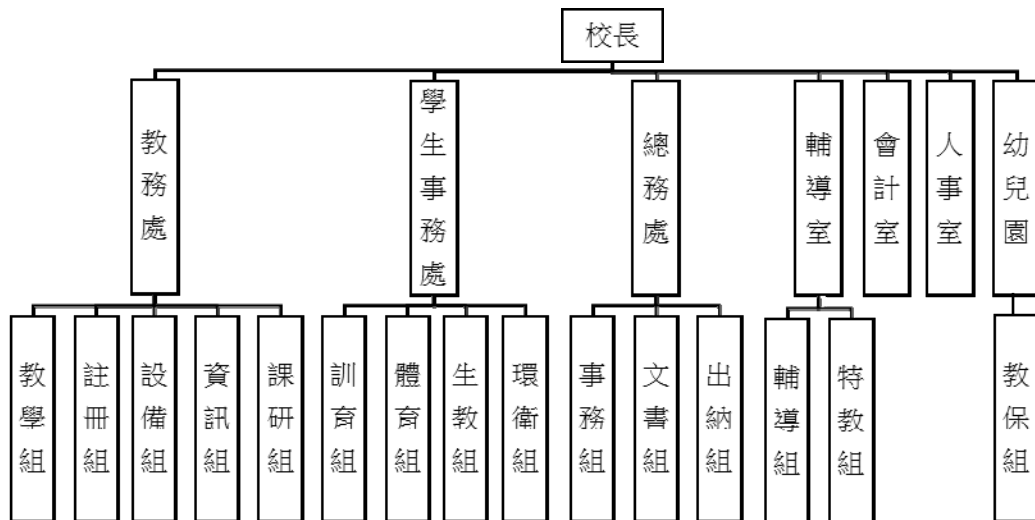 校長
教務處
學生事務處
總務處
輔導室
會計室
人事室
幼兒園
教學組
註冊組
設備組
資訊組
課研組
訓育組
體育組
生教組
環衛組
事務組
文書組
出納組
輔導組
特教組
教保組